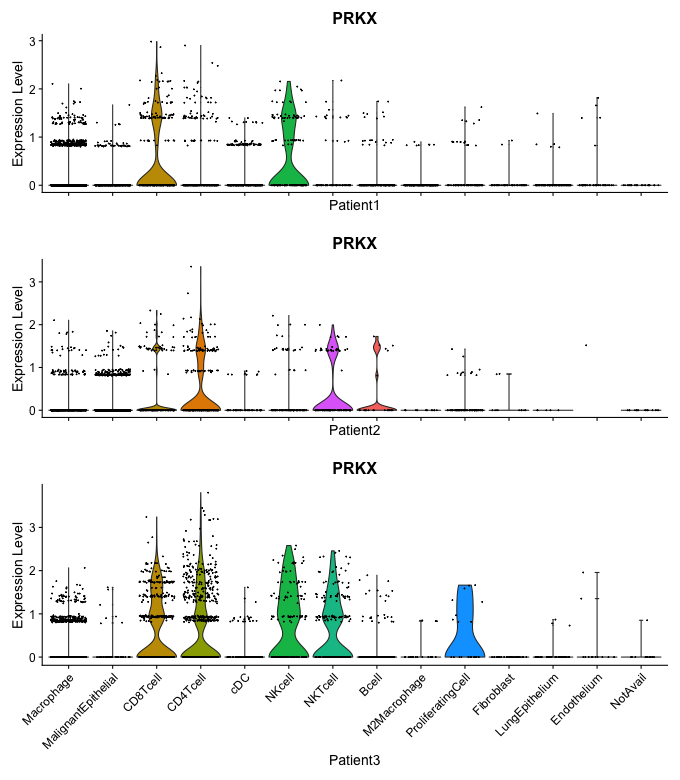 PRKX
Expression Level
3
2
1
0
Patient1
PRKX
Expression Level
3
2
1
0
Patient2
PRKX
Expression Level
3
2
1
0
Macrophage
MalignantEpithelial
CD8Tcell
CD4Tcell
cDC
NKcell
NKTcell
Bcell
M2Macrophage
ProliferatingCell
Fibroblast
LungEpithelium
Endothelium
NotAvail
Patient3